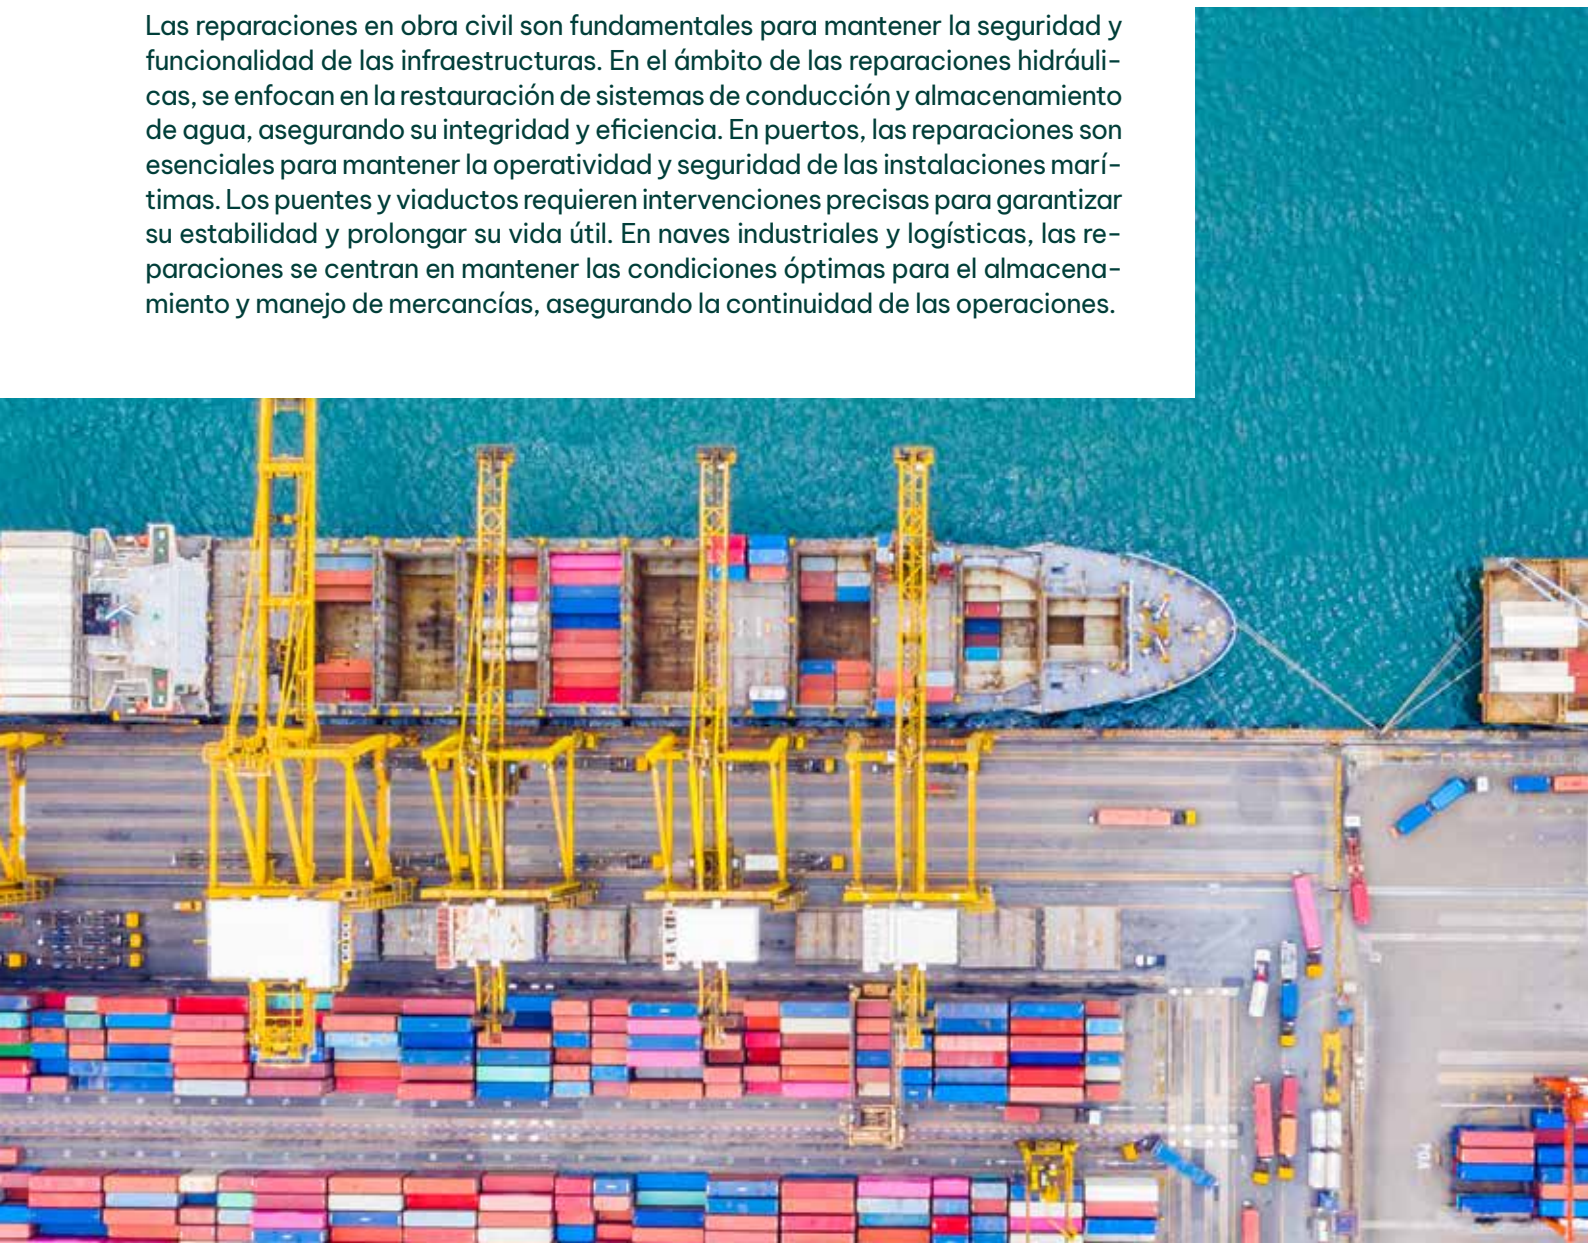 Las reparaciones en obra civil son fundamentales para mantener la seguridad y
funcionalidad de las infraestructuras. En el ámbito de las reparaciones hidráuli-
cas, se enfocan en la restauración de sistemas de conducción y almacenamiento
de agua, asegurando su integridad y eficiencia. En puertos, las reparaciones son
esenciales para mantener la operatividad y seguridad de las instalaciones marí-
timas. Los puentes y viaductos requieren intervenciones precisas para garantizar
su estabilidad y prolongar su vida útil. En naves industriales y logísticas, las re-
paraciones se centran en mantener las condiciones óptimas para el almacena-
miento y manejo de mercancías, asegurando la continuidad de las operaciones.